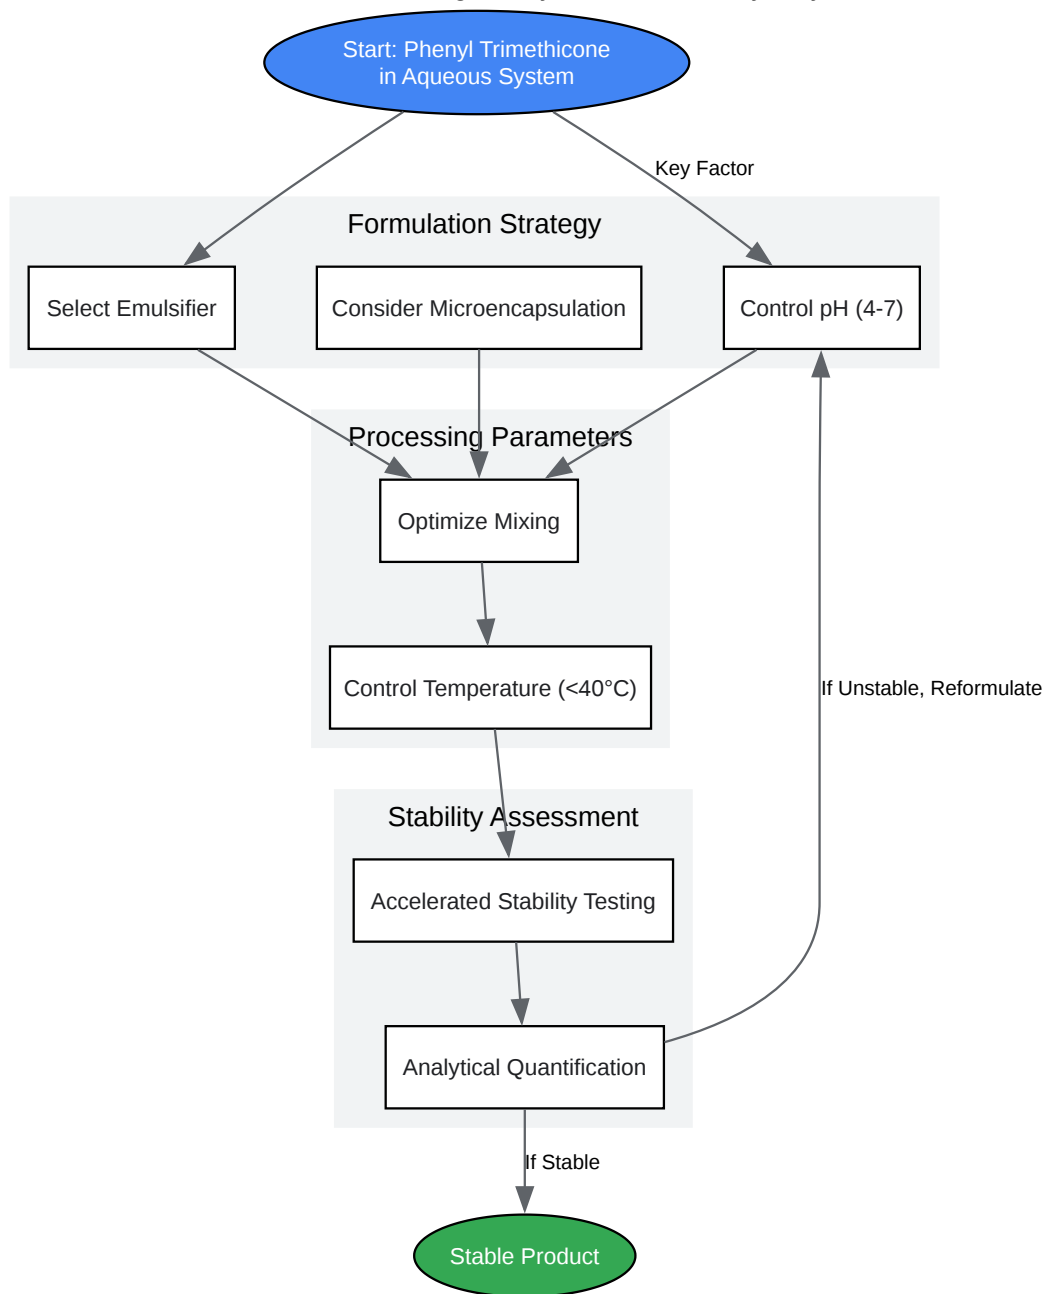 Start: Phenyl Trimethicone
in Aqueous System
Key Factor
Formulation Strategy
Select Emulsifier
Consider Microencapsulation
Control pH (4-7)
Processing Parameters
Optimize Mixing
Control Temperature (<40°C)
If Unstable, Reformulate
Stability Assessment
Accelerated Stability Testing
Analytical Quantification
If Stable
Stable Product